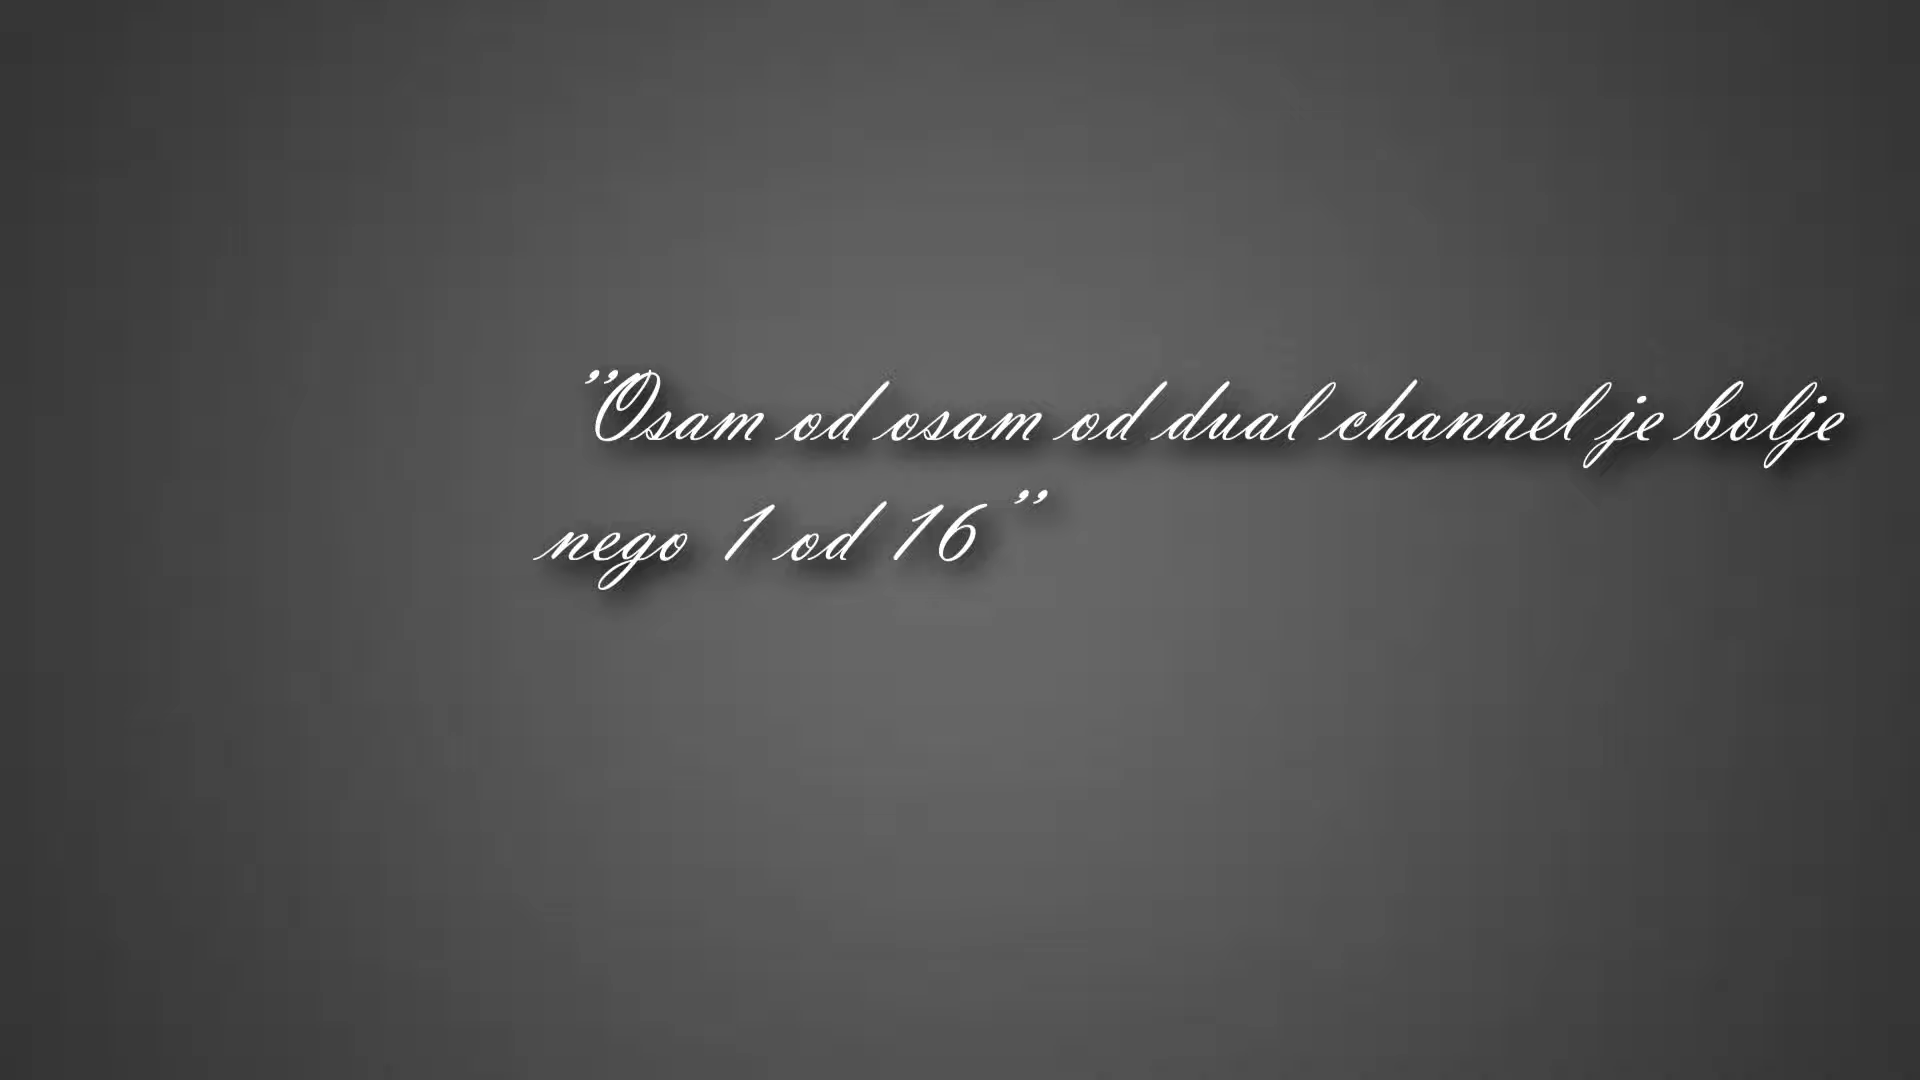 ”Osam od osam od dual channel je bolje
nego 1 od 16 ”